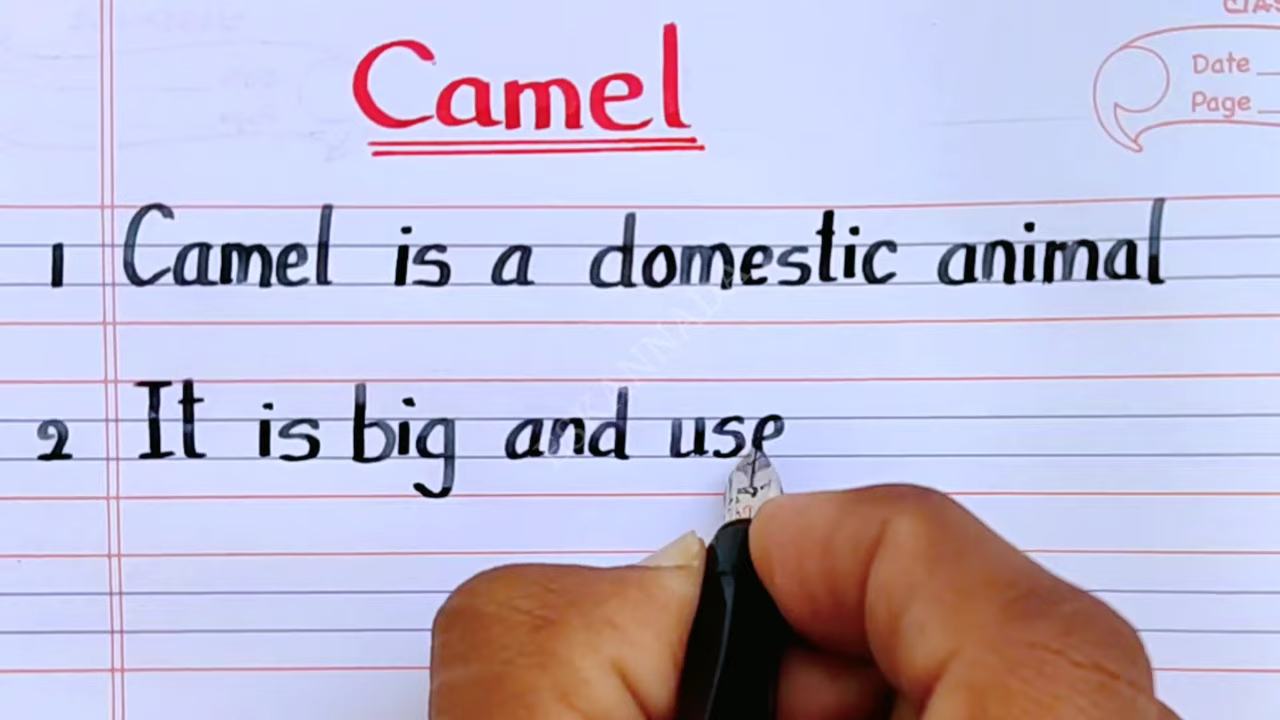 Camel
Date
Page
1 Camel is a domestic animal
2 It is big and use